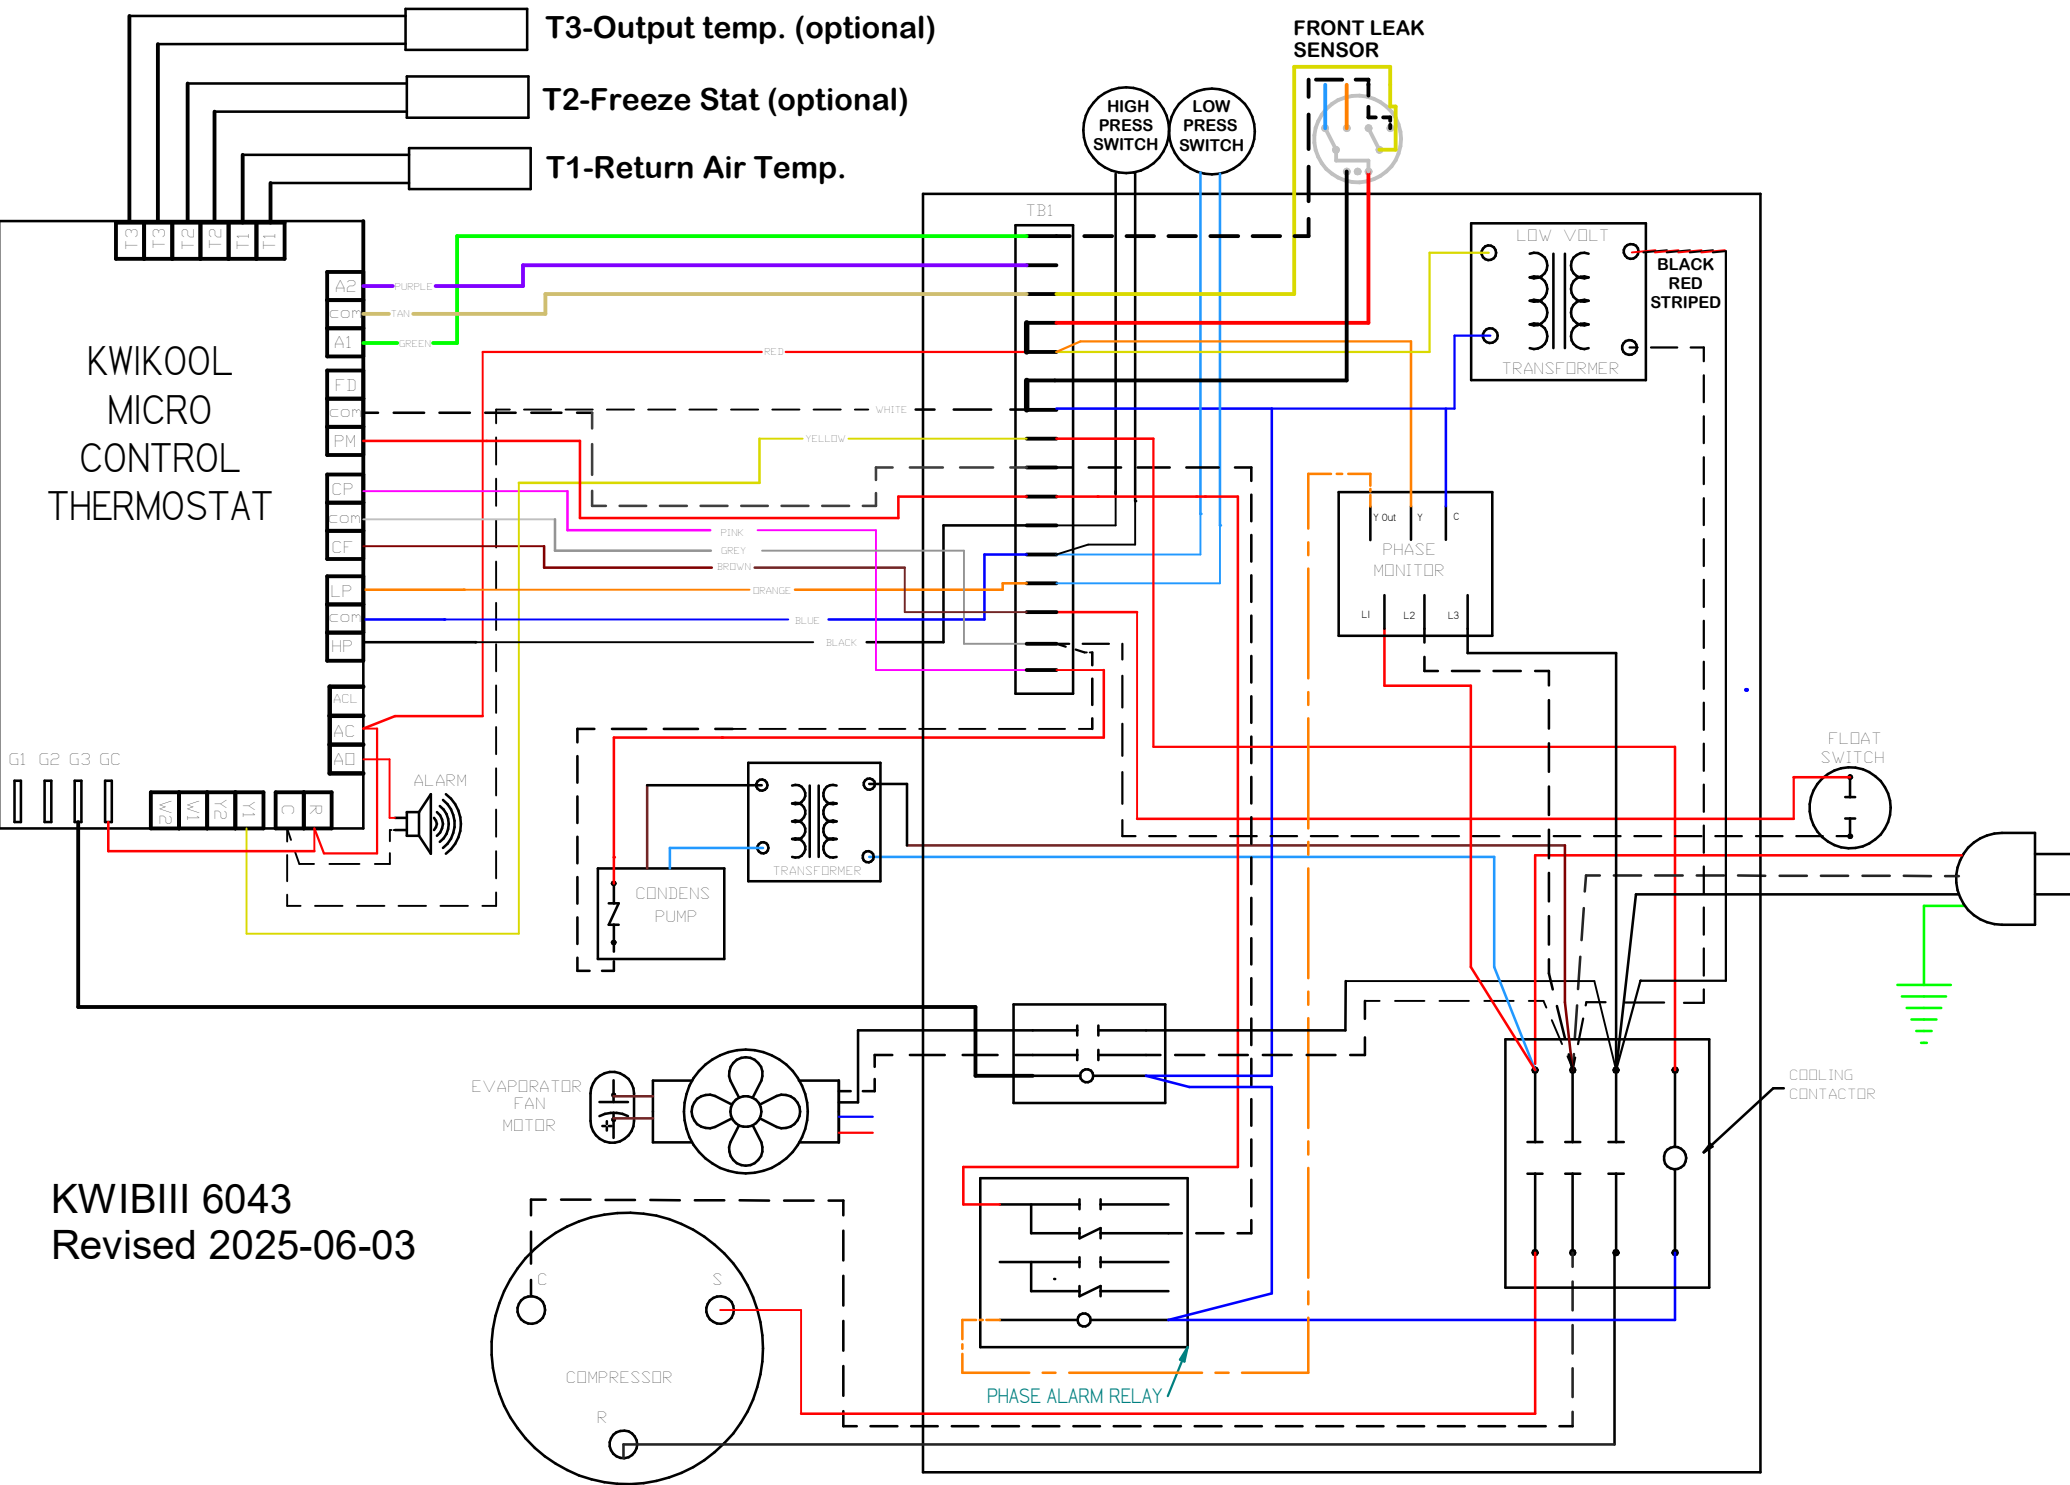 T3-Output temp. (optional)
T2-Freeze Stat (optional)
T1-Return Air Temp.
FRONT LEAK
SENSOR
HIGH
PRESS
SWITCH
LOW
PRESS
SWITCH
TB1
LOW VOLT
TRANSFORMER
BLACK
RED
STRIPED
T3
T3
T2
T2
T1
T1
A2
COM
A1
FD
COM
PM
CP
COM
CF
LP
COM
HP
ACL
AC
AO
PURPLE
TAN
GREEN
RED
WHITE
YELLOW
PINK
GREY
BROWN
ORANGE
BLUE
BLACK
KWIKOOL
MICRO
CONTROL
THERMOSTAT
Y Out
Y
C
PHASE
MONITOR
L1
L2
L3
G1 G2 G3 GC
W2
W1
Y2
Y1
C
R
ALARM
FLOAT
SWITCH
TRANSFORMER
CONDENS
PUMP
EVAPORATOR
FAN
MOTOR
COOLING
CONTACTOR
KWIBIII 6043
Revised 2025-06-03
C
S
COMPRESSOR
R
PHASE ALARM RELAY